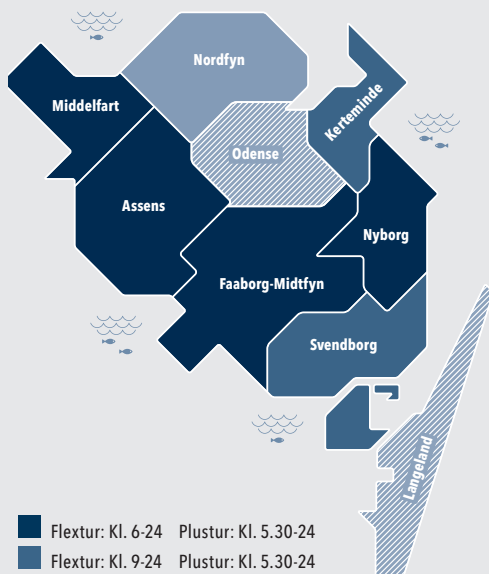 Nordfyn
Middelfart
Kerteminde
Odense
Assens
Nyborg
Faaborg-Midtfyn
Svendborg
Langeland
Flextur: Kl. 6-24 Plustur: Kl. 5.30-24
Flextur: Kl. 9-24 Plustur: Kl. 5.30-24